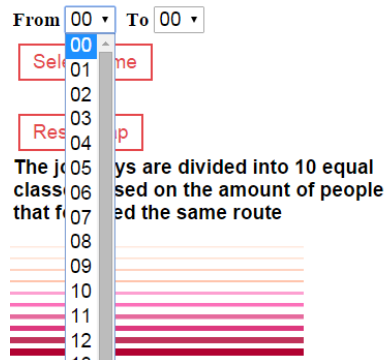 From 00 To 00
00
Sele me
01
02
03
Res p
04
The jo ys are divided into 10 equal
05
class sed on the amount of people
06
that f ed the same route
07
08
09
10
11
12